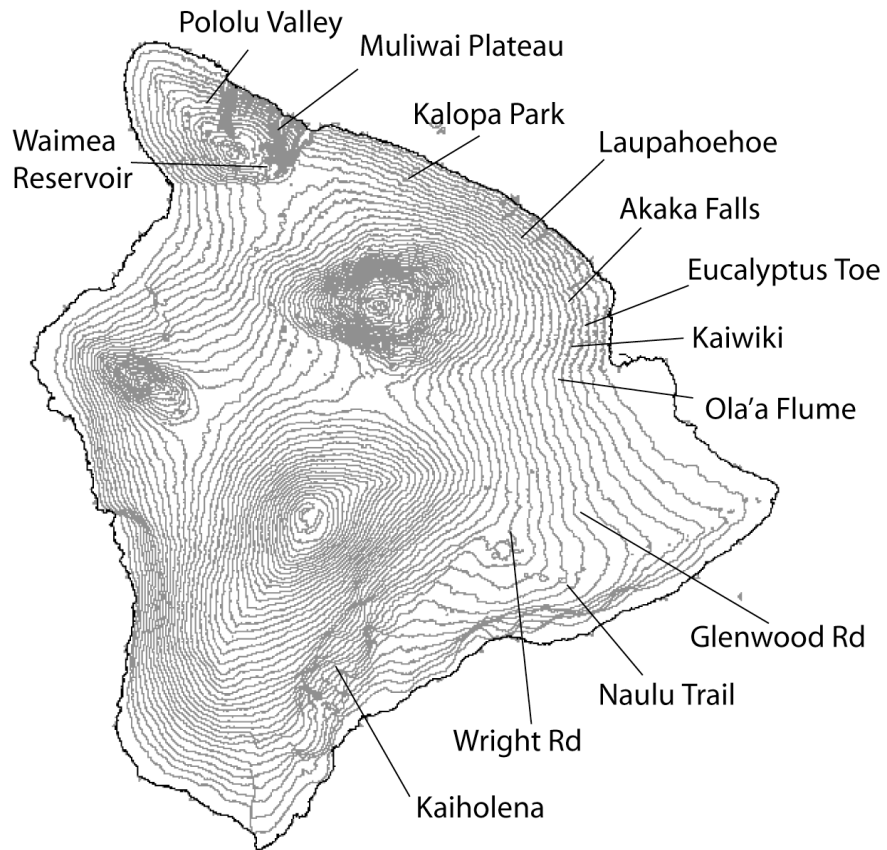 Pololu Valley
Muliwai Plateau
Kalopa Park
Waimea
Reservoir
Laupahoehoe
Akaka Falls
Eucalyptus Toe
Kaiwiki
Ola'a Flume
Glenwood Rd
Naulu Trail
Wright Rd
Kaiholena